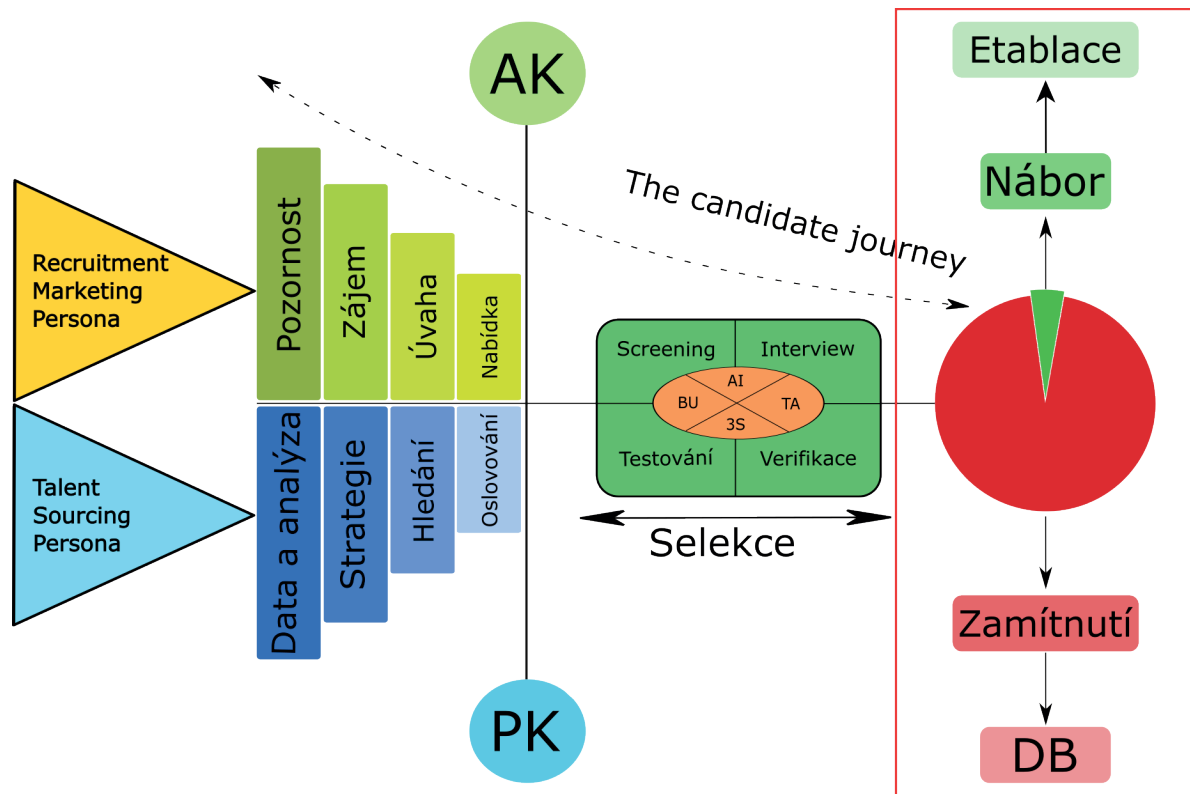 Recruitment
Marketing
Persona
Talent
Sourcing
Persona
Pozornost
Zájem
Úvaha
Nabídka
Data a analýza
Strategie
Hledání
Oslovování
AK
PK
The candidate journey
Screening
Interview
AI
BU
TA
3S
Testování
Verifikace
Selekce
Etablace
Nábor
Zamítnutí
DB